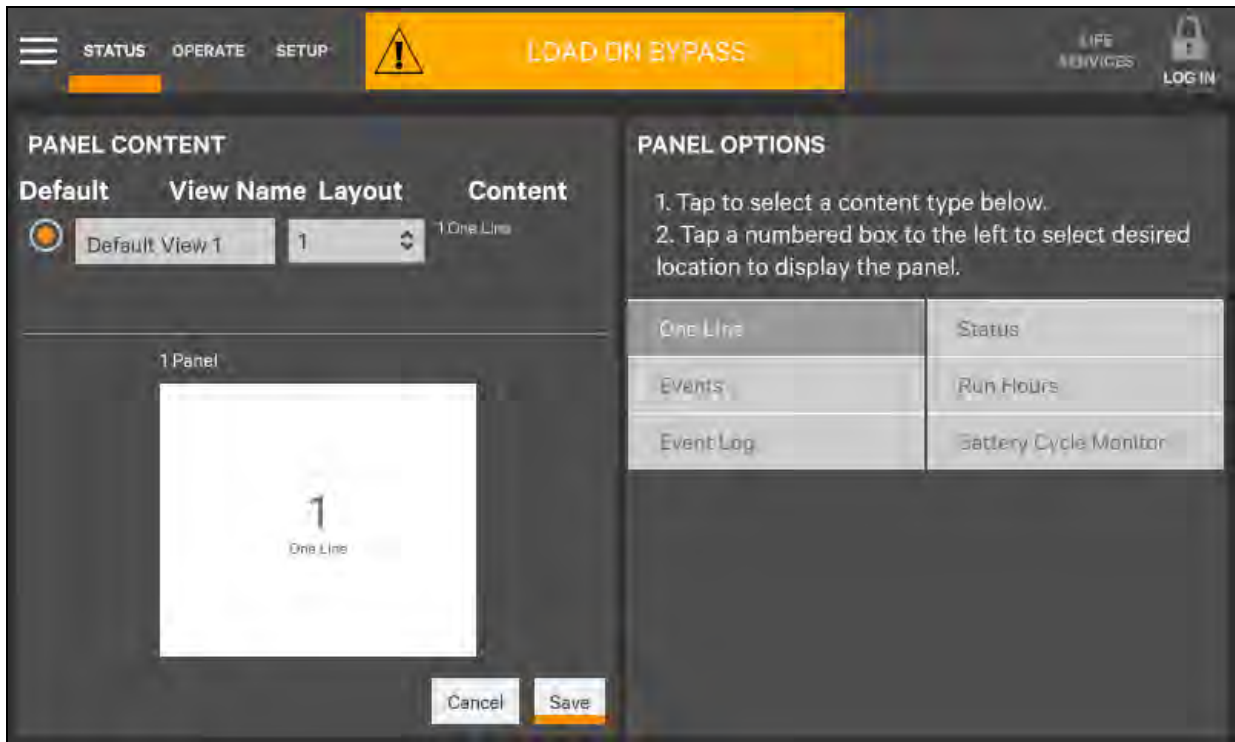 STATUS OPERATE SETUP
LOAD ON BYPASS
LIFE
SERVICES
LOG IN
PANEL CONTENT
Default View Name Layout Content
Default View 1
1
1 One Line
1 Panel
1
One Line
Cancel Save
PANEL OPTIONS
1. Tap to select a content type below.
2. Tap a numbered box to the left to select desired
location to display the panel.
One Line Status
Events Run Hours
Event Log Battery Cycle Monitor